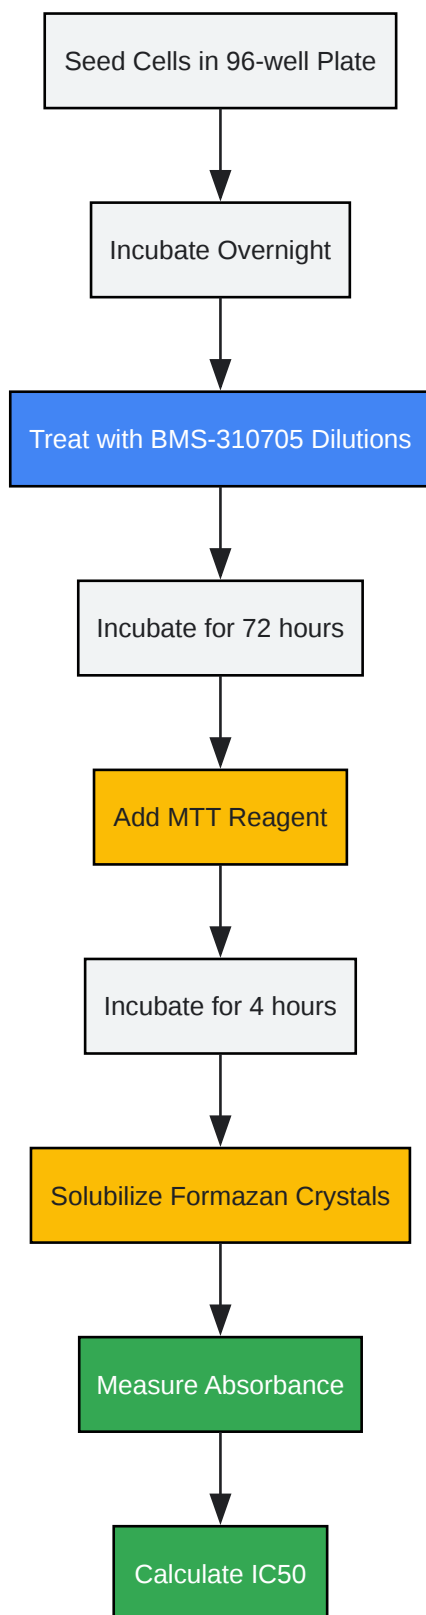 Seed Cells in 96-well Plate
Incubate Overnight
Treat with BMS-310705 Dilutions
Incubate for 72 hours
Add MTT Reagent
Incubate for 4 hours
Solubilize Formazan Crystals
Measure Absorbance
Calculate IC50